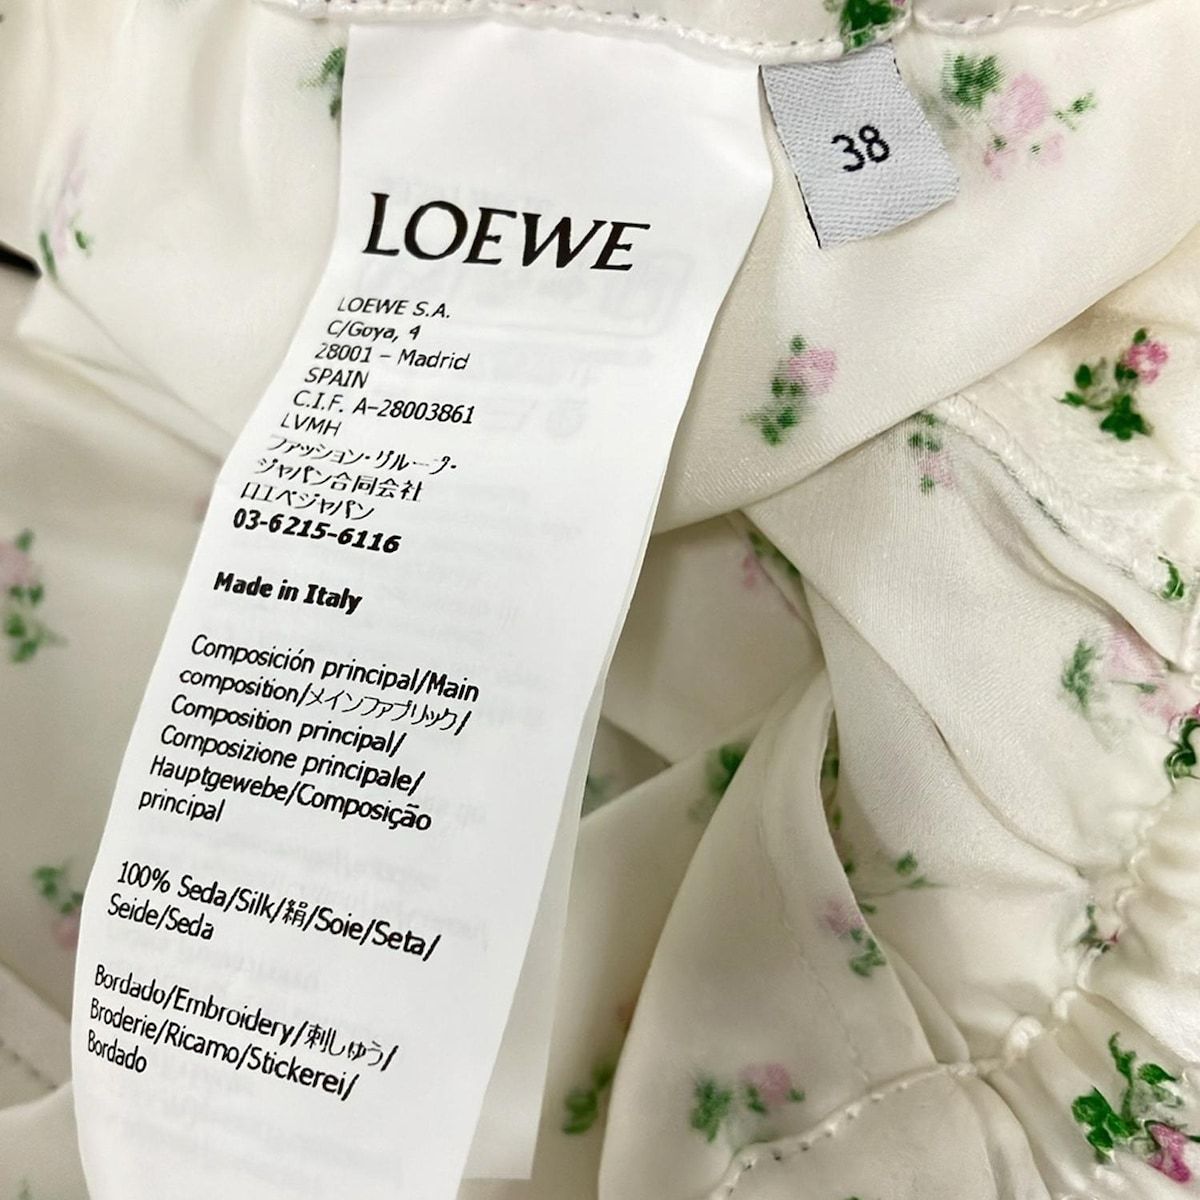 LOEWE
38
LOEWE S.A.
C/Goya, 4
28001 - Madrid
SPAIN
C.I.F. A-28003861
LVMH
ファッション・グループ・
ジャパン合同会社
ロエベジャパン
03-6215-6116
Made in Italy
Composición principal/Main
composition/メインファブリック/
Composition principal/
Composizione principale/
Hauptgewebe/Composição
principal
100% Seda/Silk/絹/Soie/Seta/
Seide/Seda
Bordado/Embroidery/刺しゅう/
Broderie/Ricamo/Stickerei/
Bordado